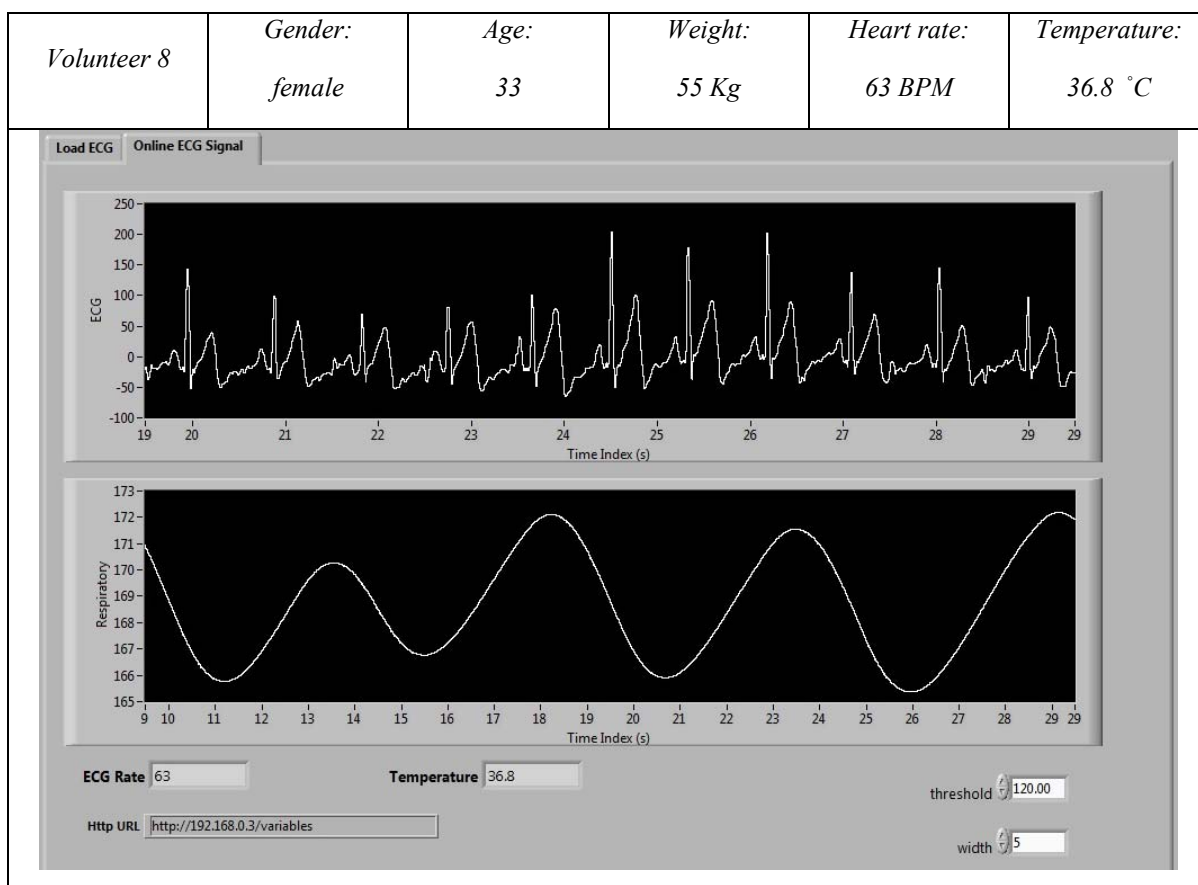 Volunteer 8
Gender:
female
Age:
33
Weight:
55 Kg
Heart rate:
63 BPM
Temperature:
36.8 °C
Load ECG
Online ECG Signal
250
200
150
100
50
0
-50
-100
ECG
19 20 21 22 23 24 25 26 27 28 29 29
Time Index (s)
173
172
171
170
169
168
167
166
165
Respiratory
9 10 11 12 13 14 15 16 17 18 19 20 21 22 23 24 25 26 27 28 29 29
Time Index (s)
ECG Rate 63
Temperature 36.8
threshold 120.00
Http URL http://192.168.0.3/variables
width 5